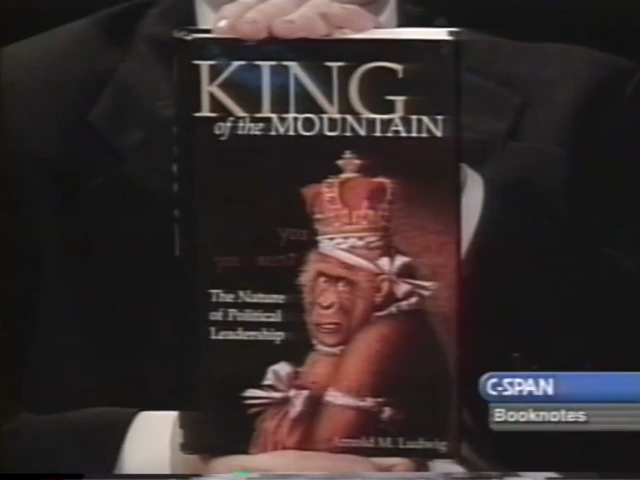 KING
of the MOUNTAIN
The Nature
of Political
Leadership
Arnold M. Ludwig
C-SPAN
Booknotes